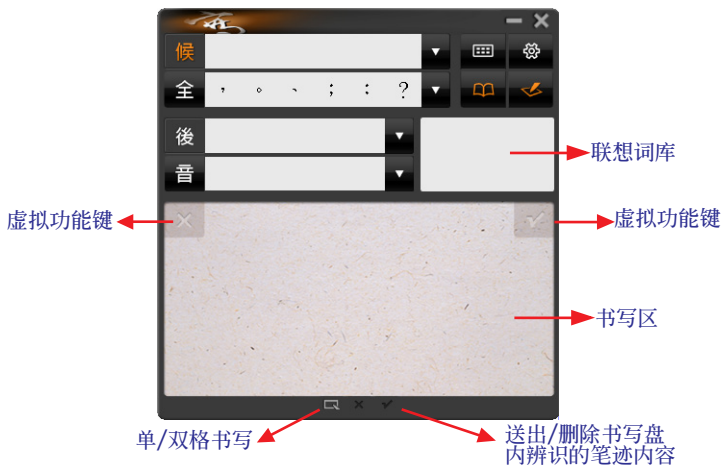 候
全 , 。 、 ; : ?
後
音
联想词库
虚拟功能键
虚拟功能键
书写区
单/双格书写
送出/删除书写盘
内辨识的笔迹内容